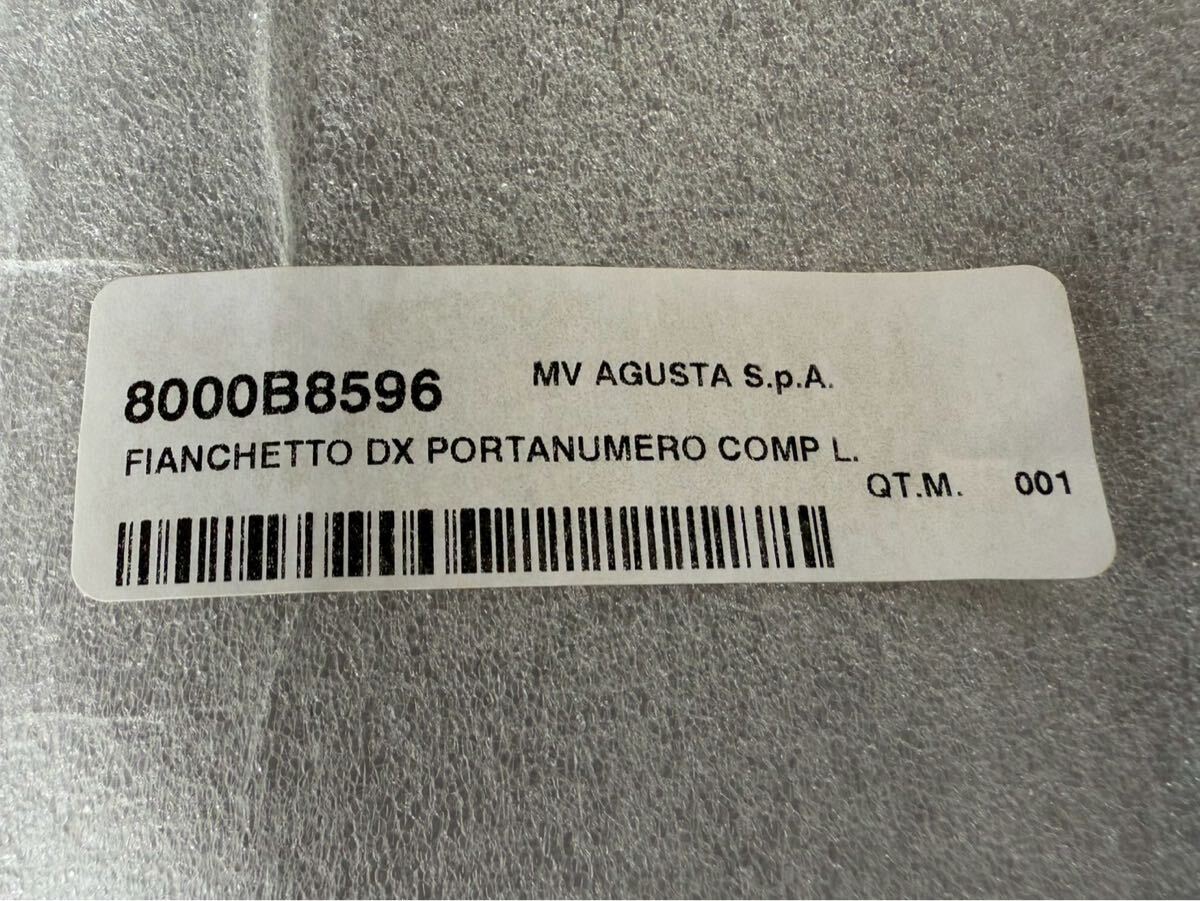 8000B8596 MV AGUSTA S.p.A.
FIANCHETTO DX PORTANUMERO COMP L.
QT.M. 001